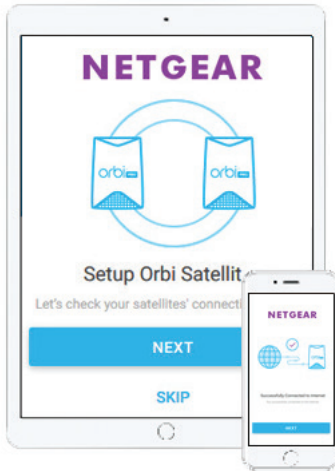 NETGEAR
orbi
orbi
Setup Orbi Satellit
Let's check your satellites' connecti
NEXT
SKIP
NETGEAR
Successfully Connected to Internet
NEXT